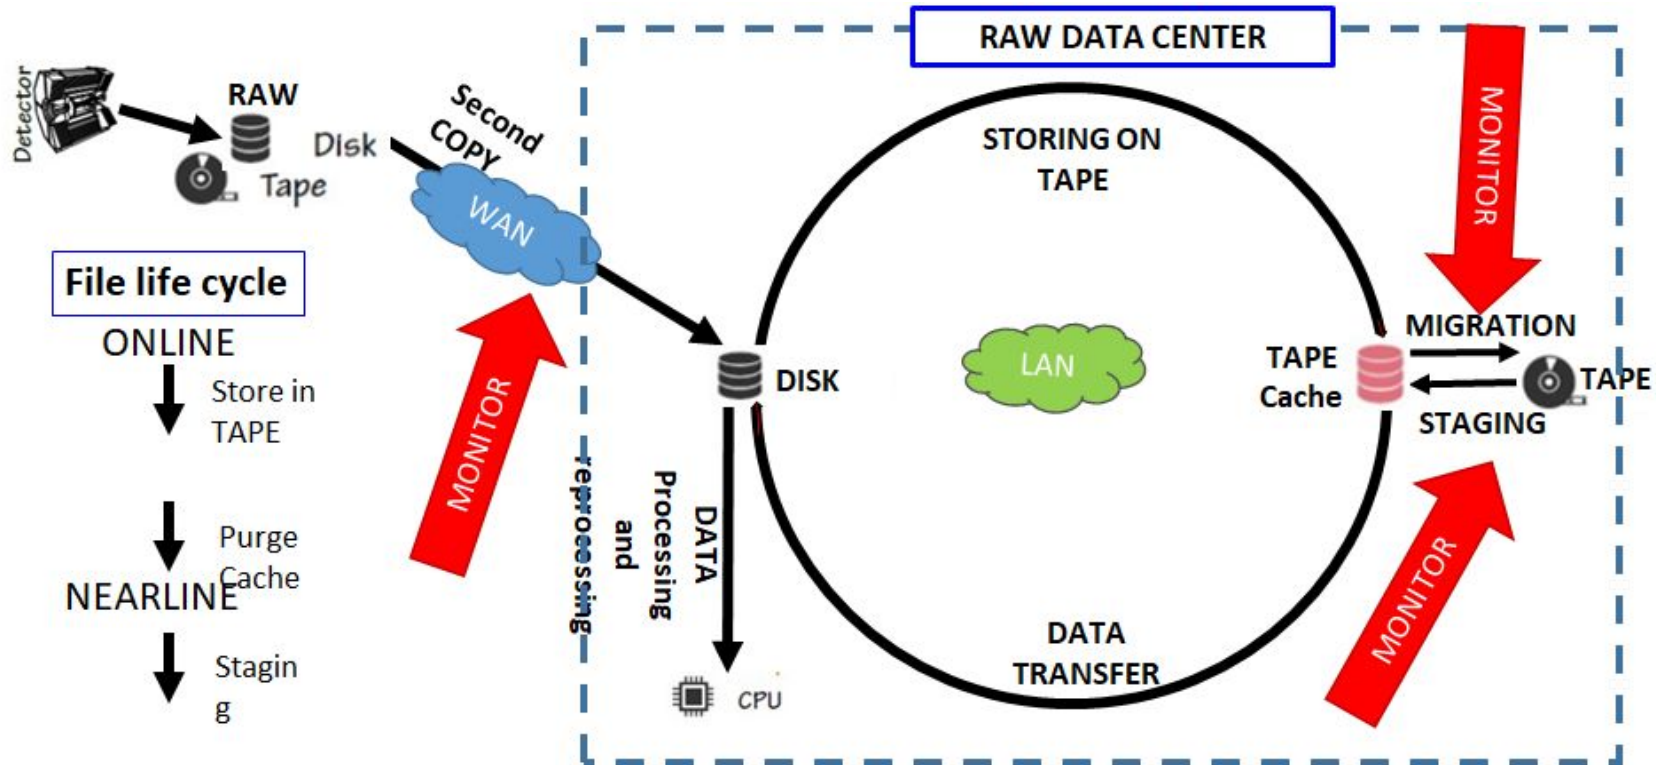 RAW DATA CENTER
Detector
RAW
Disk
Tape
Second
COPY
WAN
File life cycle
ONLINE
Store in
TAPE
Purge
Cache
NEARLINE
Stagin
g
MONITOR
STORING ON
TAPE
LAN
DISK
DATA
Processing
and
reprocessing
CPU
DATA
TRANSFER
TAPE
Cache
MONITOR
MIGRATION
TAPE
STAGING
MONITOR